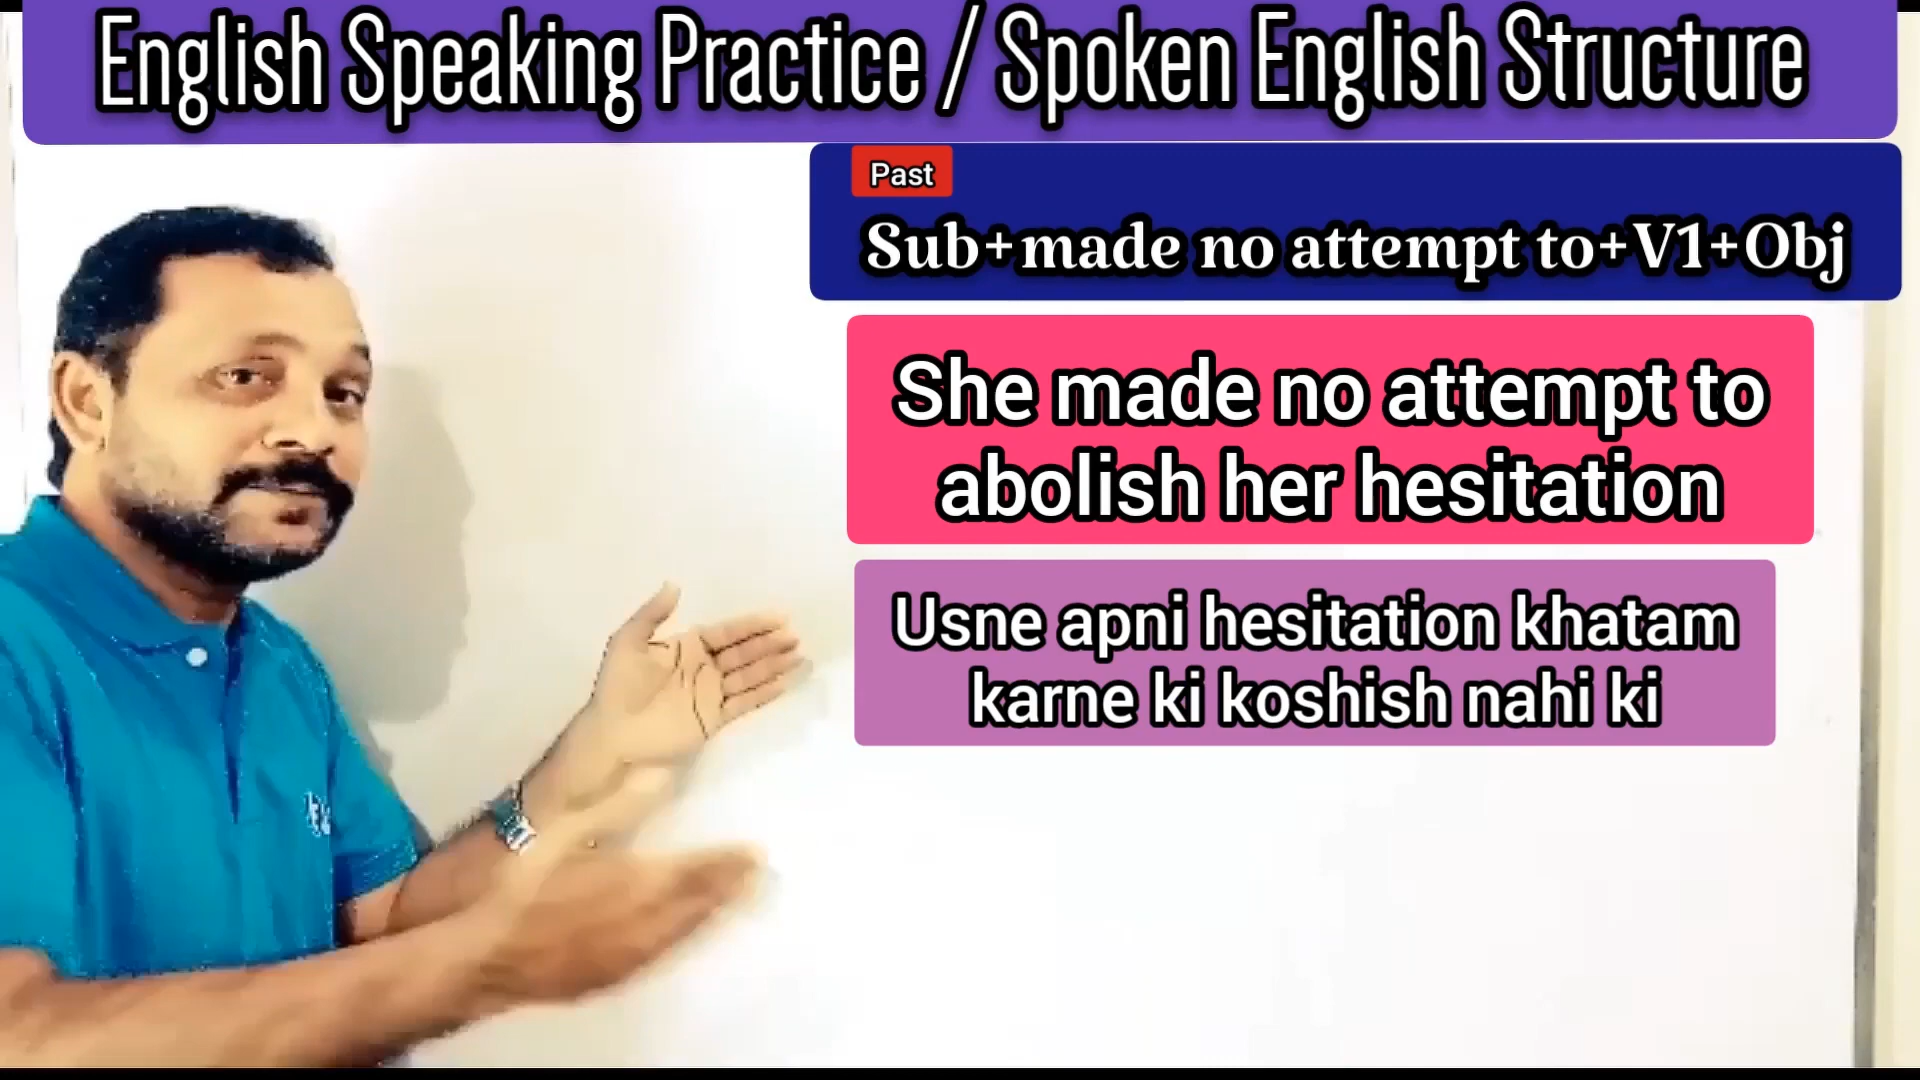 English Speaking Practice / Spoken English Structure
Past
Sub+made no attempt to+V1+Obj
She made no attempt to
abolish her hesitation
Usne apni hesitation khatam
karne ki koshish nahi ki